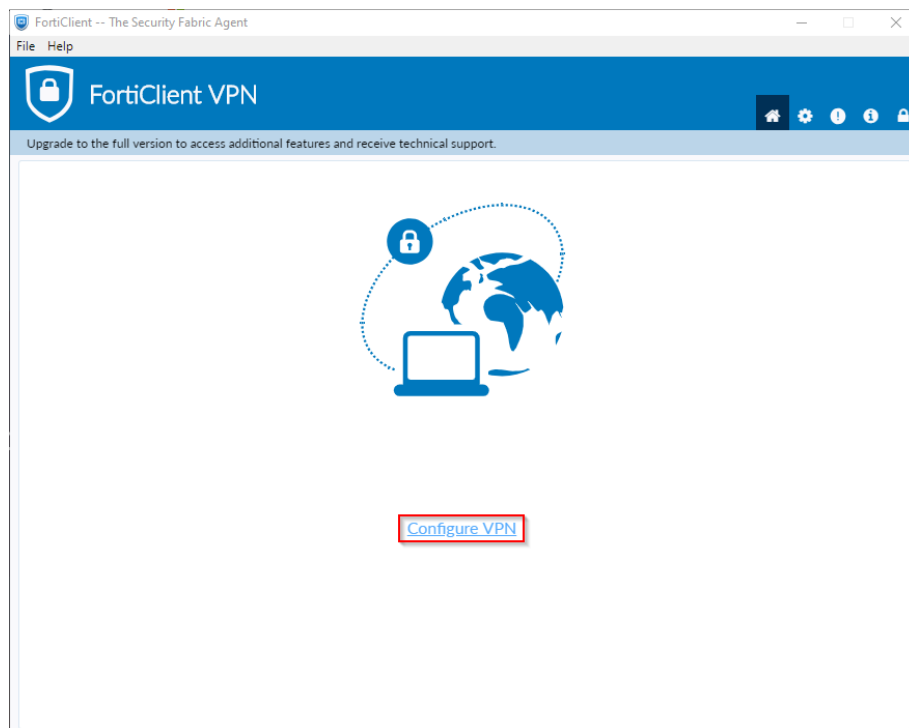 FortiClient -- The Security Fabric Agent
File Help
FortiClient VPN
Upgrade to the full version to access additional features and receive technical support.
Configure VPN